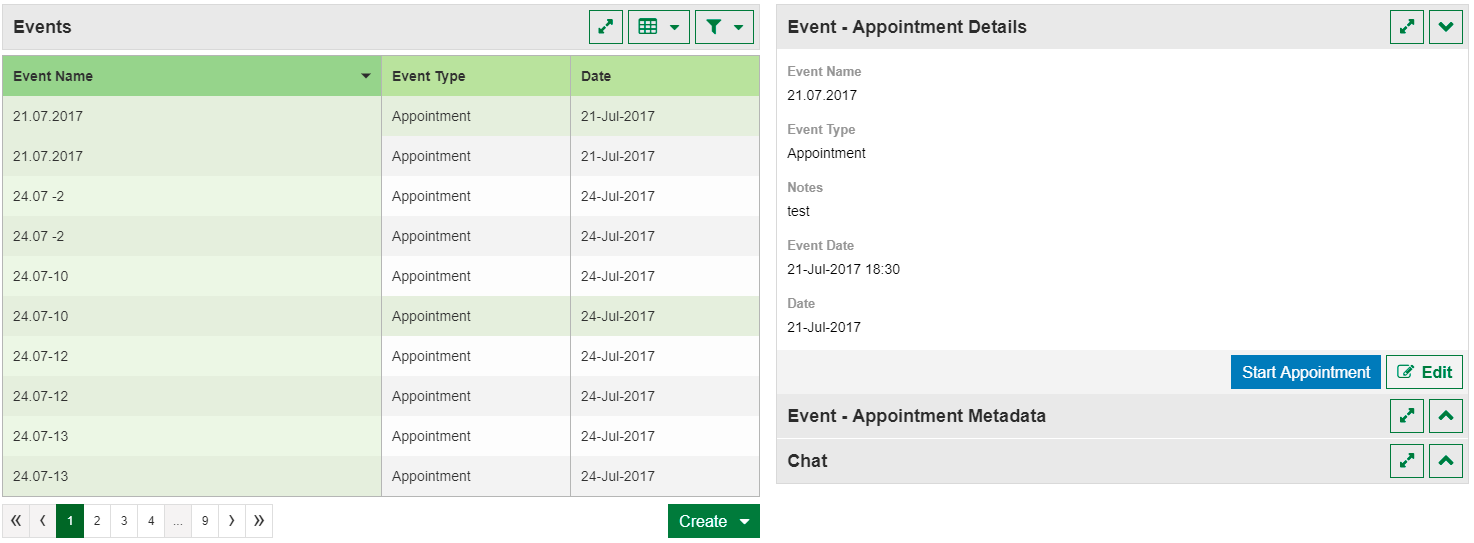 Events
Event Name Event Type Date
21.07.2017 Appointment 21-Jul-2017
21.07.2017 Appointment 21-Jul-2017
24.07 -2 Appointment 24-Jul-2017
24.07 -2 Appointment 24-Jul-2017
24.07-10 Appointment 24-Jul-2017
24.07-10 Appointment 24-Jul-2017
24.07-12 Appointment 24-Jul-2017
24.07-12 Appointment 24-Jul-2017
24.07-13 Appointment 24-Jul-2017
24.07-13 Appointment 24-Jul-2017
« ‹ 1 2 3 4 ... 9 › »
Create
Event - Appointment Details
Event Name
21.07.2017
Event Type
Appointment
Notes
test
Event Date
21-Jul-2017 18:30
Date
21-Jul-2017
Start Appointment Edit
Event - Appointment Metadata
Chat